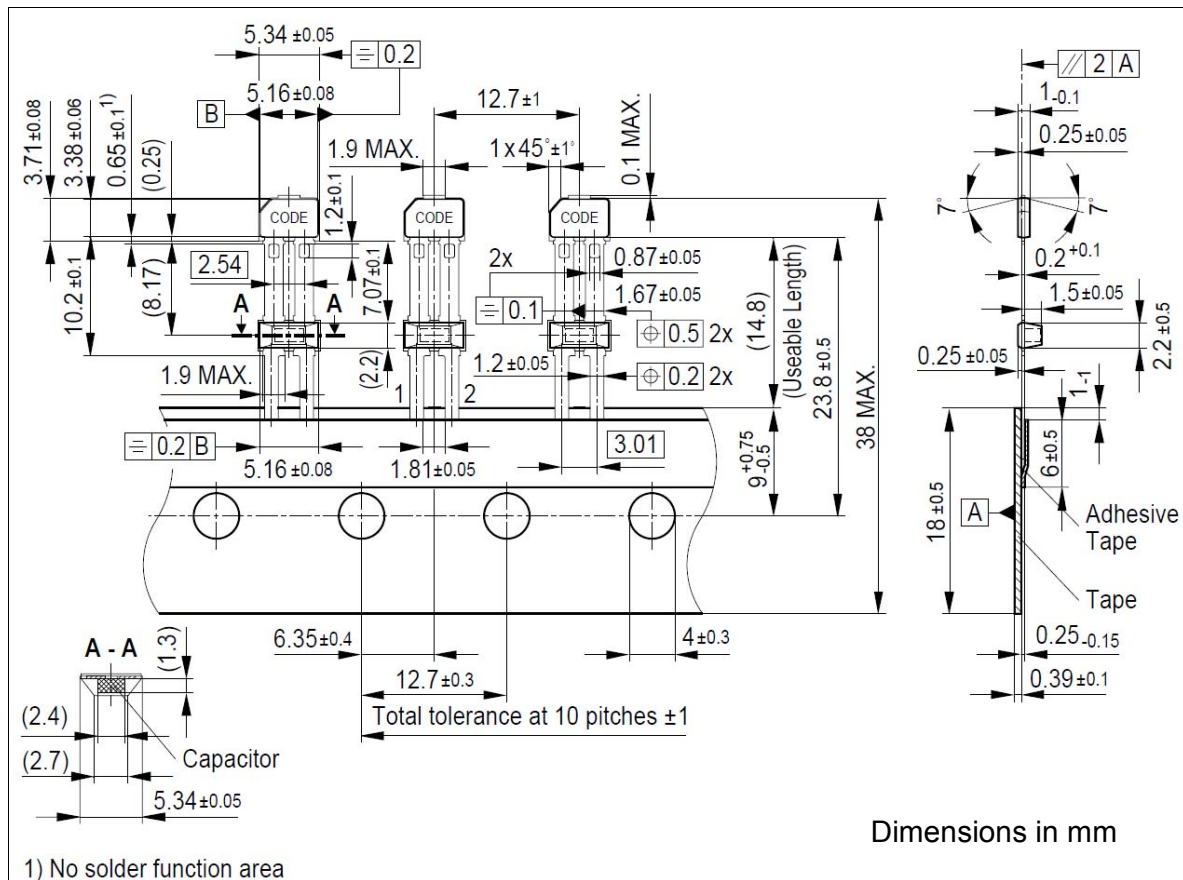 5.34 ±0.05
⌯ 0.2
5.16 ±0.08
B
12.7 ±1
3.71 ±0.08
3.38 ±0.06
0.65 ±0.1 1)
(0.25)
1.9 MAX.
1 x 45° ±1°
0.1 MAX.
1.2 ±0.1
CODE
CODE
CODE
// 2 A
1 -0.1
0.25 ±0.05
7°
7°
10.2 ±0.1
(8.17)
2.54
7.07 ±0.1
2x
0.87 ±0.05
⌯ 0.1
1.67 ±0.05
A
A
⌖ 0.5 2x
(2.2)
1.2 ±0.05
⌖ 0.2 2x
1.9 MAX.
1
2
(14.8)
(Useable Length)
23.8 ±0.5
38 MAX.
0.2 +0.1
1.5 ±0.05
2.2 ±0.5
0.25 ±0.05
1 -1
⌯ 0.2 B
5.16 ±0.08
1.81 ±0.05
3.01
9 +0.75 -0.5
18 ±0.5
A
6 ±0.5
Adhesive
Tape
Tape
0.25 -0.15
0.39 ±0.1
6.35 ±0.4
4 ±0.3
12.7 ±0.3
Total tolerance at 10 pitches ±1
A - A
(1.3)
(2.4)
(2.7)
Capacitor
5.34 ±0.05
Dimensions in mm
1) No solder function area